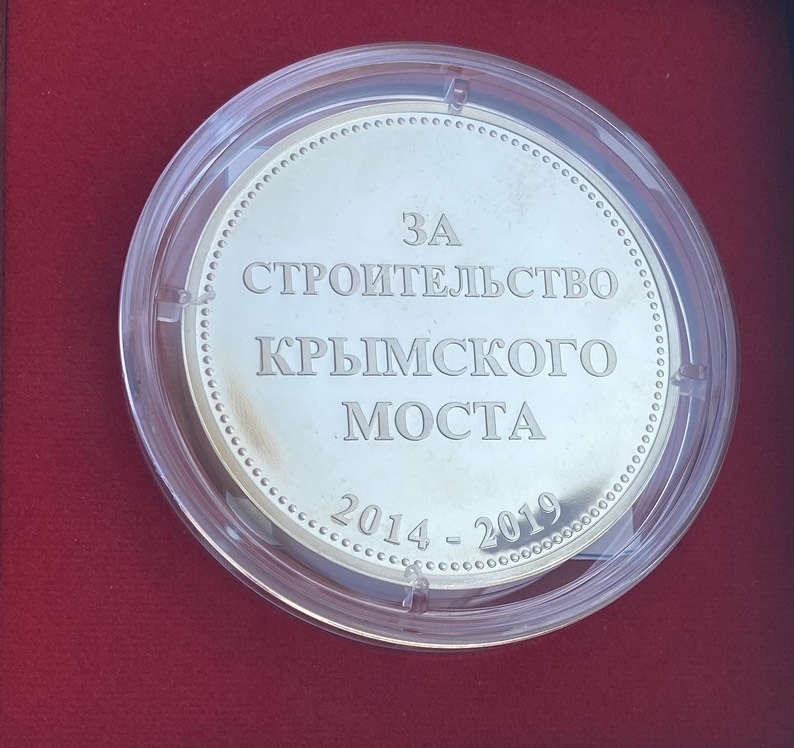 ЗА
СТРОИТЕЛЬСТВО
КРЫМСКОГО
МОСТА
2014 - 2019